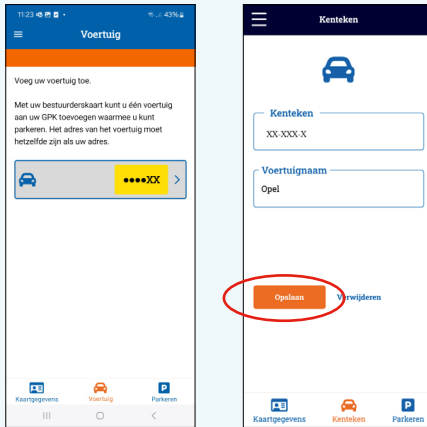 11:23
43%
Voertuig
Voeg uw voertuig toe.
Met uw bestuurderskaart kunt u één voertuig
aan uw GPK toevoegen waarmee u kunt
parkeren. Het adres van het voertuig moet
hetzelfde zijn als uw adres.
●●●●XX
Kaartgegevens
Voertuig
P
Parkeren
Kenteken
Kenteken
XX-XXX-X
Voertuignaam
Opel
Opslaan
Verwijderen
Kaartgegevens
Kenteken
P
Parkeren